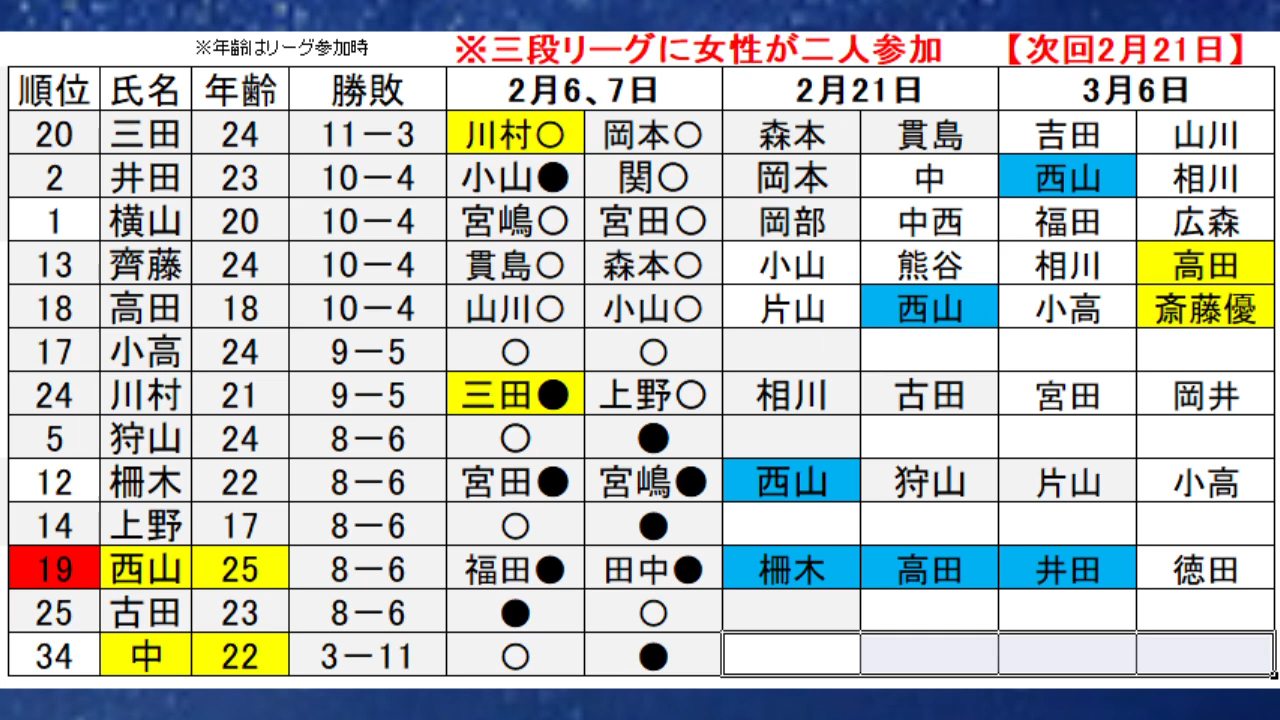 ※年齢はリーグ参加時 ※三段リーグに女性が二人参加 【次回2月21日】
順位 氏名 年齢 勝敗 2月6、7日 2月21日 3月6日
20 三田 24 11－3 川村○ 岡本○ 森本 貫島 吉田 山川
2 井田 23 10－4 小山● 関○ 岡本 中 西山 相川
1 横山 20 10－4 宮嶋○ 宮田○ 岡部 中西 福田 広森
13 齊藤 24 10－4 貫島○ 森本○ 小山 熊谷 相川 高田
18 高田 18 10－4 山川○ 小山○ 片山 西山 小高 斎藤優
17 小高 24 9－5 ○ ○
24 川村 21 9－5 三田● 上野○ 相川 古田 宮田 岡井
5 狩山 24 8－6 ○ ●
12 柵木 22 8－6 宮田● 宮嶋● 西山 狩山 片山 小高
14 上野 17 8－6 ○ ●
19 西山 25 8－6 福田● 田中● 柵木 高田 井田 徳田
25 古田 23 8－6 ● ○
34 中 22 3－11 ○ ●